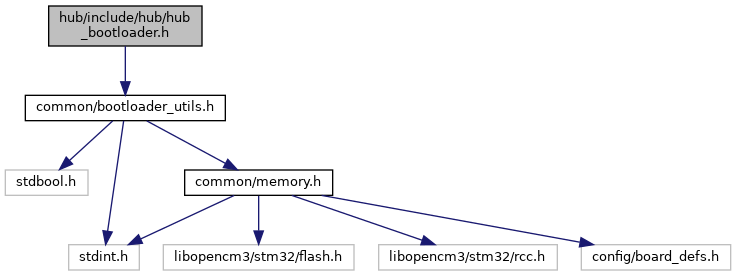 hub/include/hub/hub
_bootloader.h
common/bootloader_utils.h
stdbool.h
common/memory.h
stdint.h
libopencm3/stm32/flash.h
libopencm3/stm32/rcc.h
config/board_defs.h